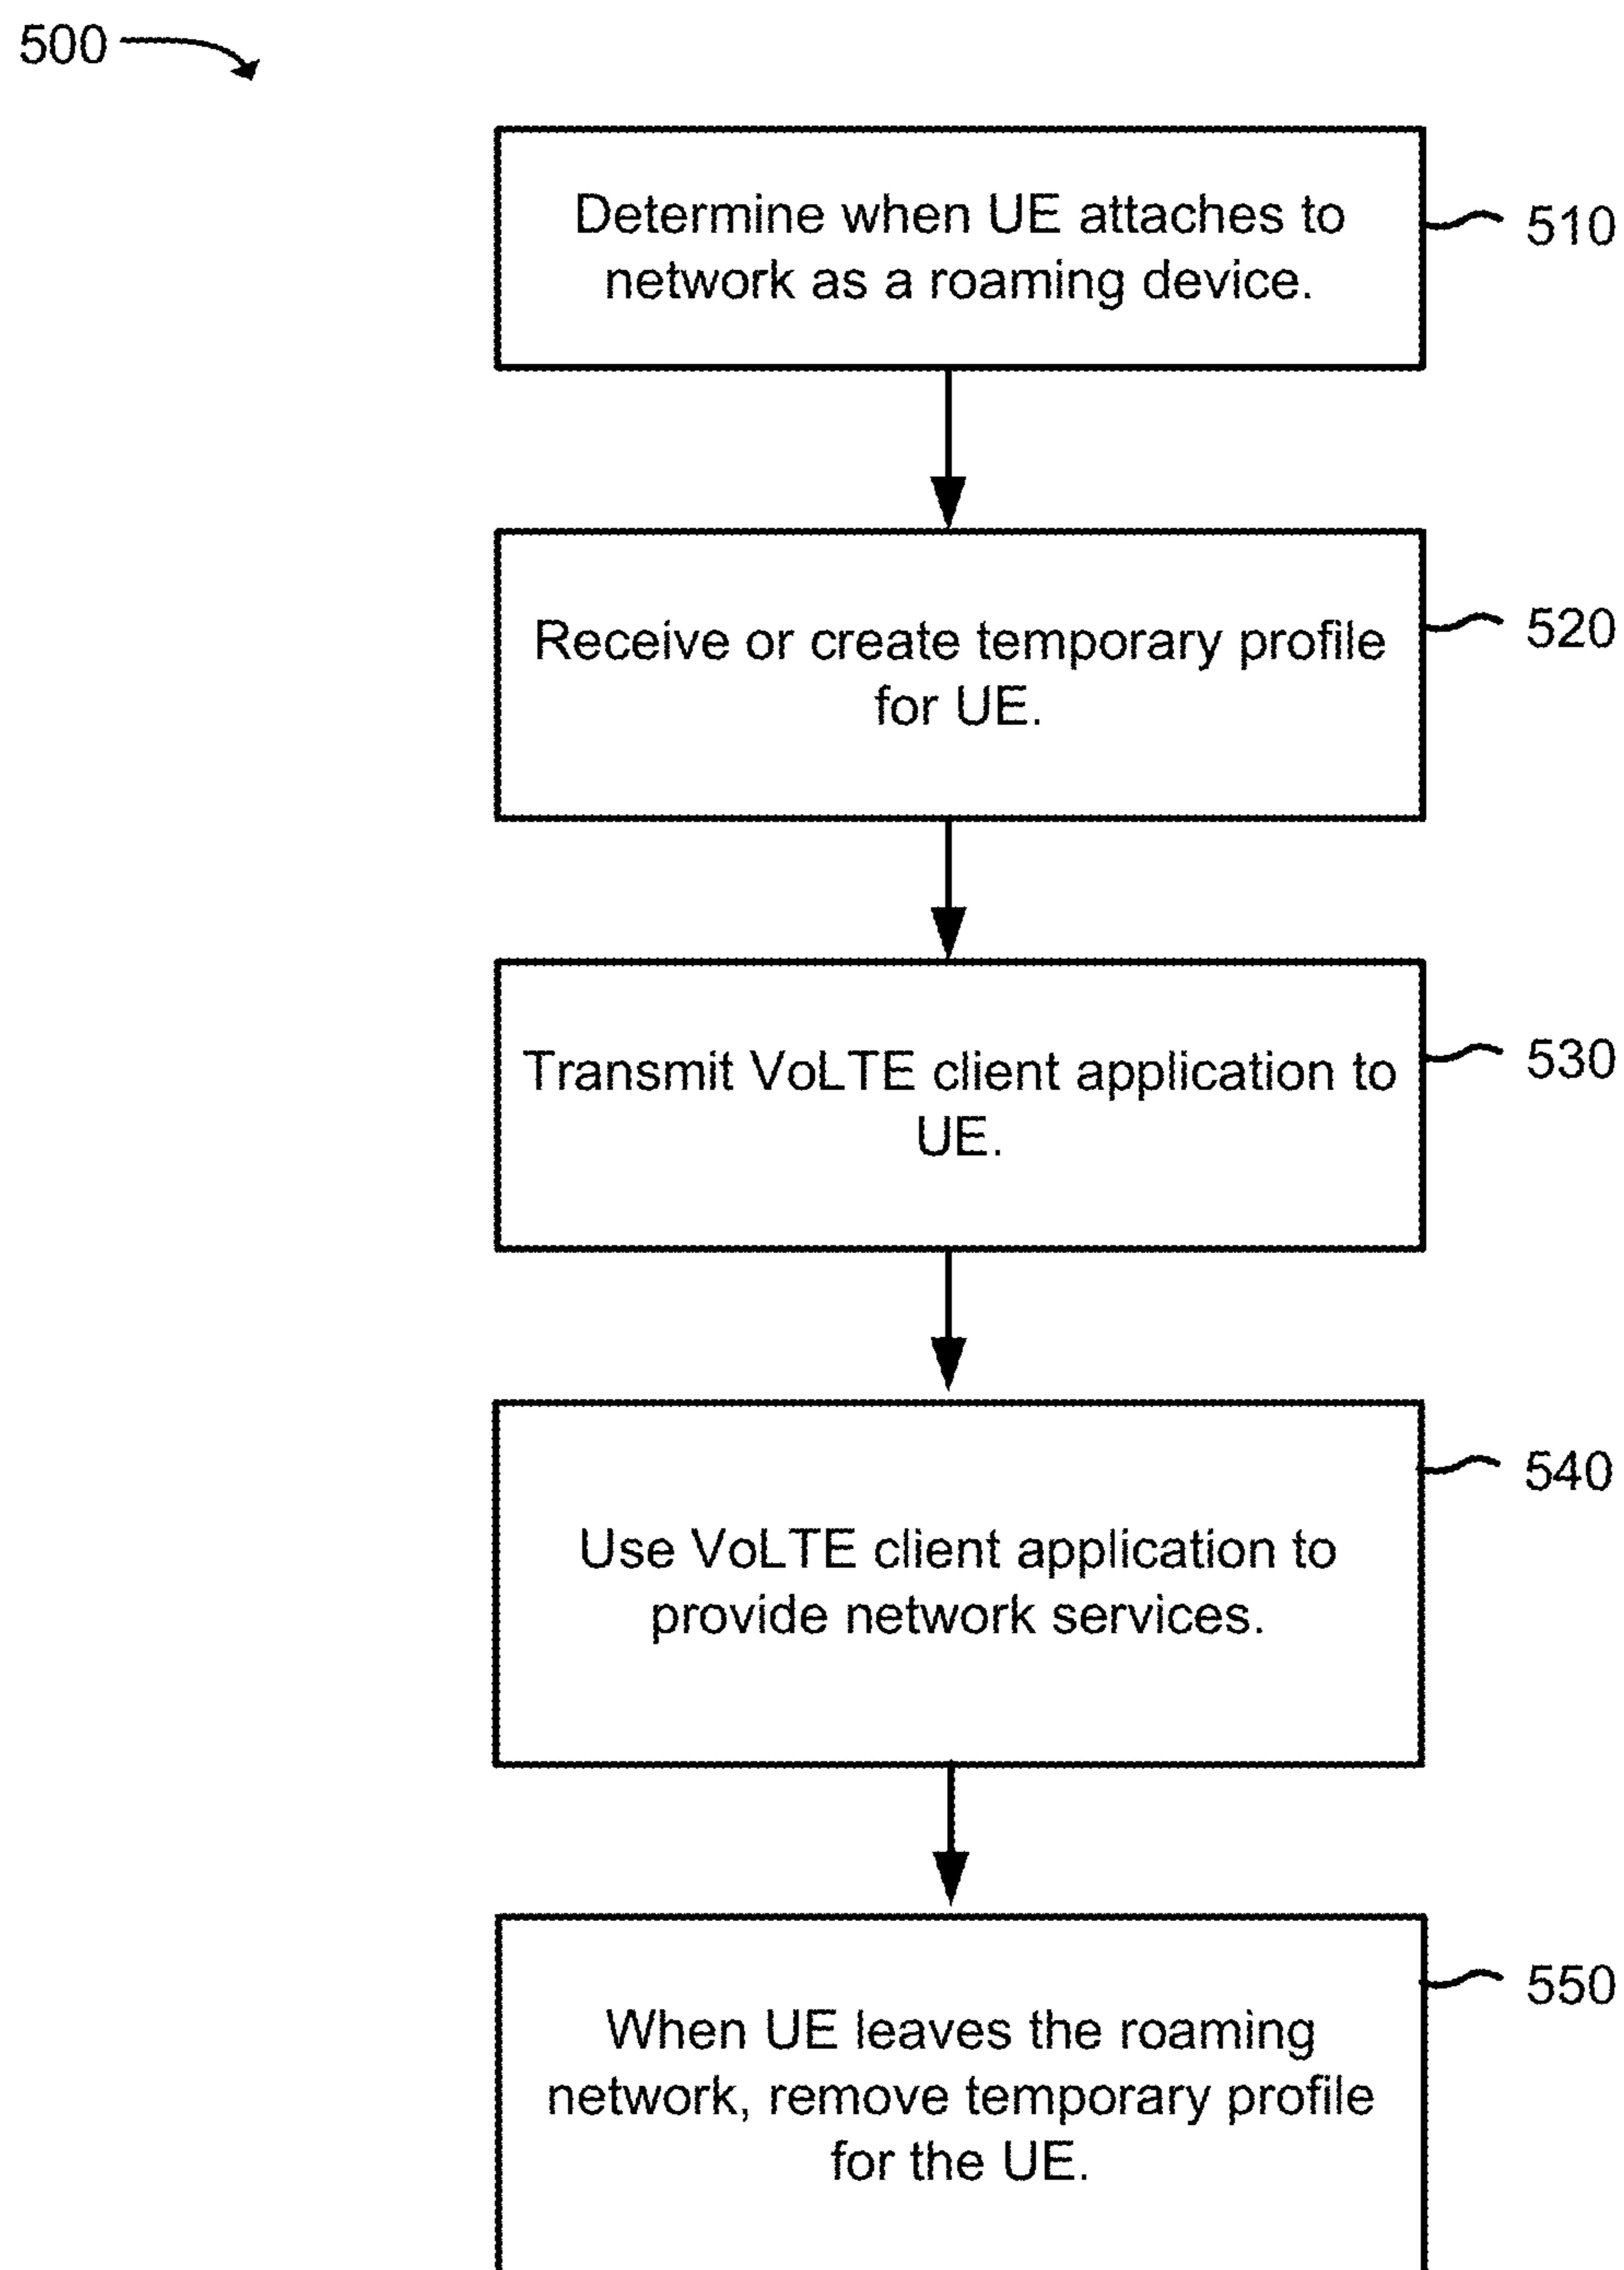 500
Determine when UE attaches to
network as a roaming device.
510
Receive or create temporary profile
for UE.
520
Transmit VoLTE client application to
UE.
530
Use VoLTE client application to
provide network services.
540
When UE leaves the roaming
network, remove temporary profile
for the UE.
550